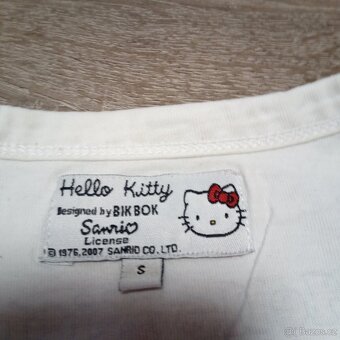 Hello Kitty
Designed by BIK BOK
Sanrio
License
© 1976, 2007 SANRIO CO., LTD.
S